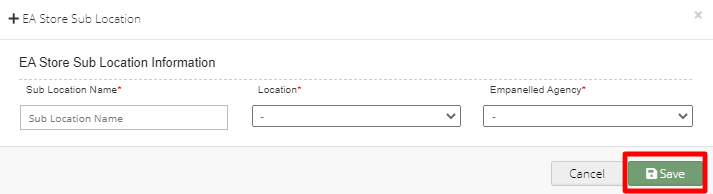 + EA Store Sub Location ×
EA Store Sub Location Information
Sub Location Name* Location* Empanelled Agency*
Sub Location Name - -
Cancel Save